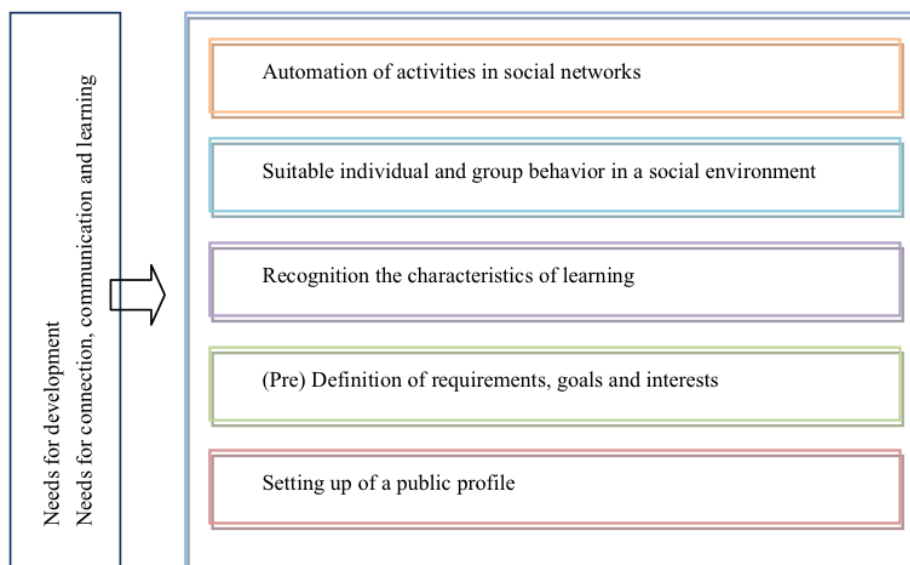 Needs for development
Needs for connection, communication and learning
Automation of activities in social networks
Suitable individual and group behavior in a social environment
Recognition the characteristics of learning
(Pre) Definition of requirements, goals and interests
Setting up of a public profile